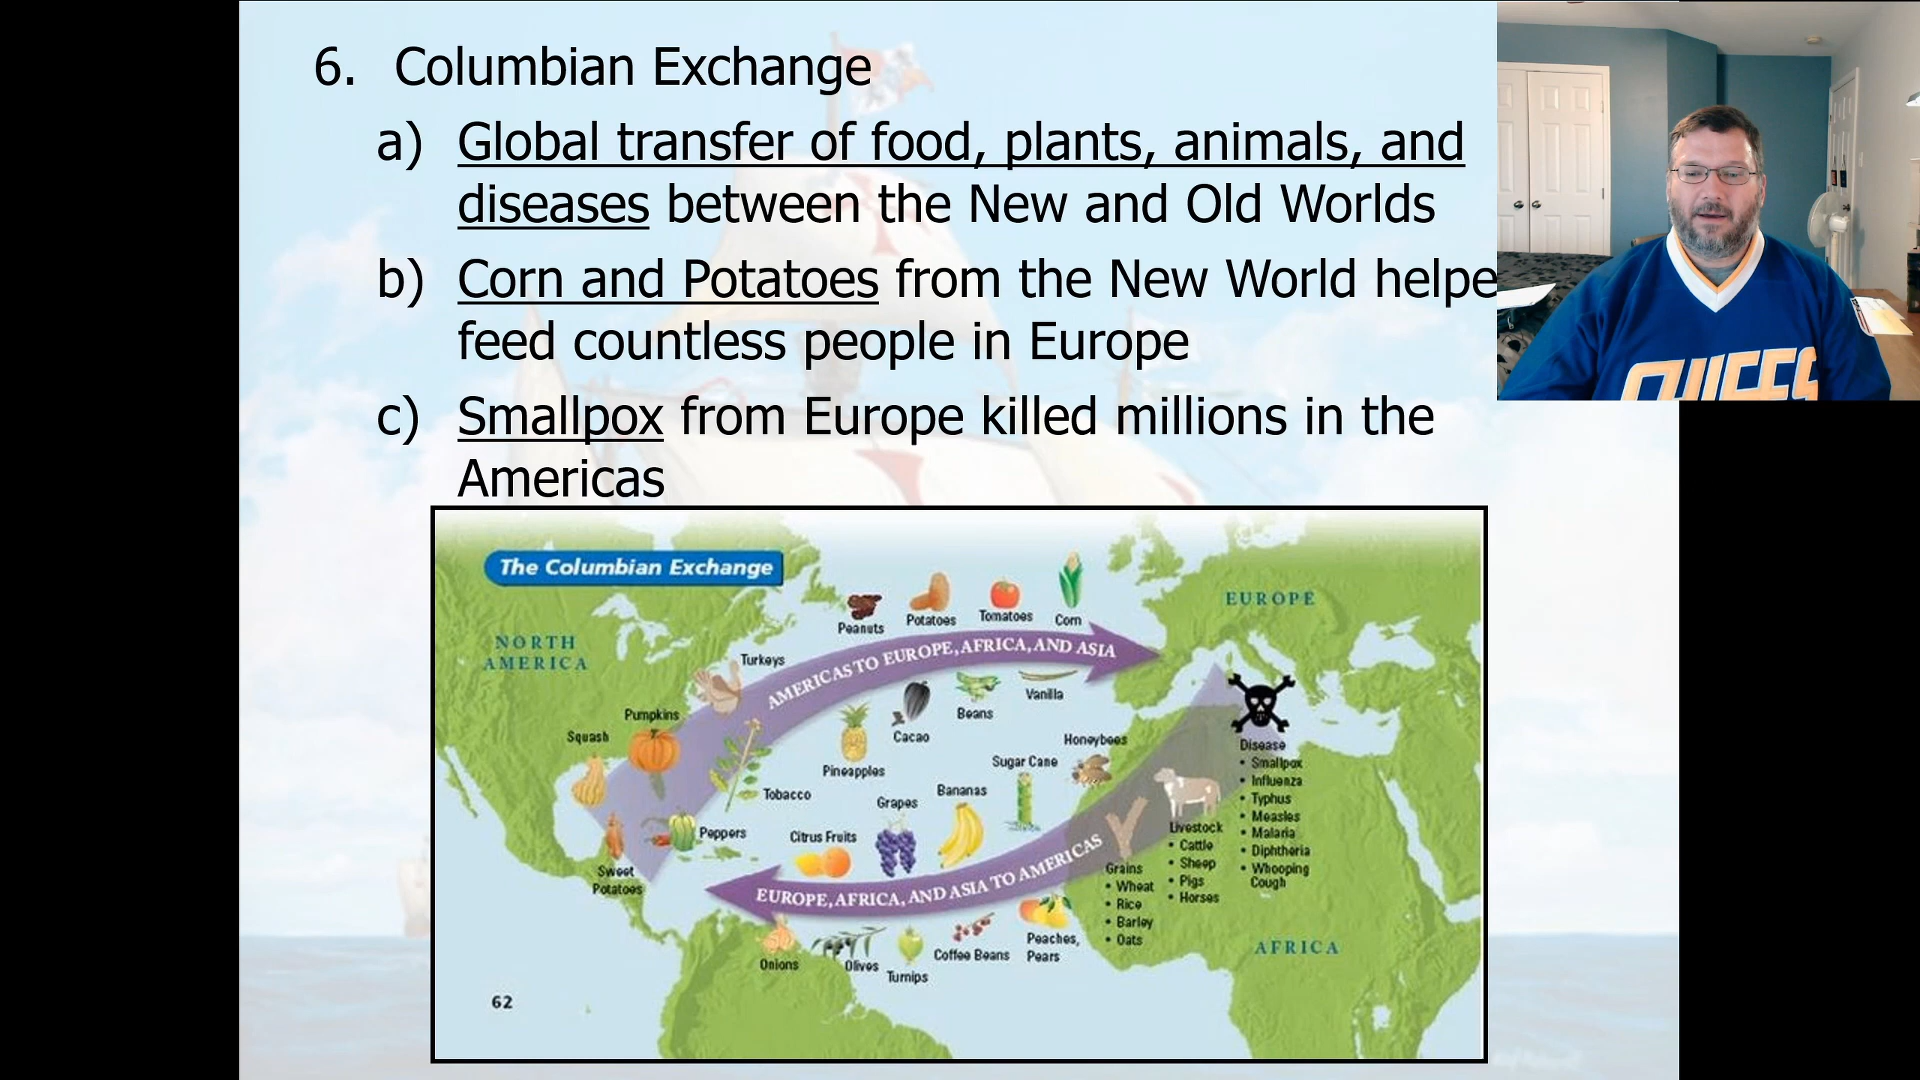 6. Columbian Exchange
a) Global transfer of food, plants, animals, and
diseases between the New and Old Worlds
b) Corn and Potatoes from the New World helpe
feed countless people in Europe
c) Smallpox from Europe killed millions in the
Americas
The Columbian Exchange
NORTH
AMERICA
EUROPE
AFRICA
Peanuts
Potatoes
Tomatoes
Corn
AMERICAS TO EUROPE, AFRICA, AND ASIA
Turkeys
Pumpkins
Squash
Vanilla
Beans
Cacao
Pineapples
Tobacco
Peppers
Sweet
Potatoes
Honeybees
Sugar Cane
Bananas
Grapes
Citrus Fruits
EUROPE, AFRICA, AND ASIA TO AMERICAS
Onions
Olives
Turnips
Coffee Beans
Peaches,
Pears
Grains
• Wheat
• Rice
• Barley
• Oats
Livestock
• Cattle
• Sheep
• Pigs
• Horses
Disease
• Smallpox
• Influenza
• Typhus
• Measles
• Malaria
• Diphtheria
• Whooping
Cough
62
CHIEFS